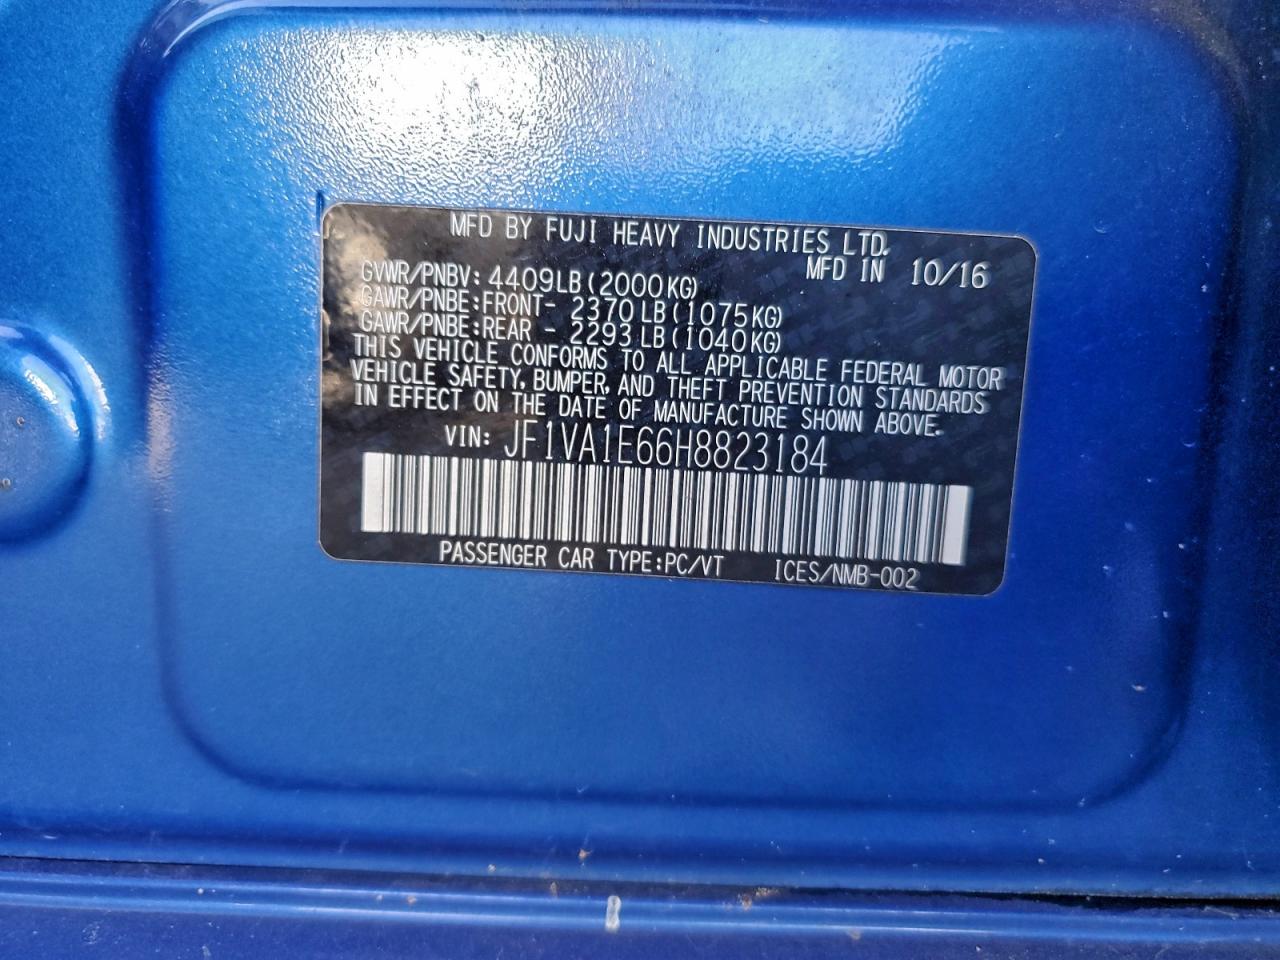 MFD BY FUJI HEAVY INDUSTRIES LTD.
MFD IN 10/16
GVWR/PNBV: 4409LB(2000KG)
GAWR/PNBE:FRONT- 2370LB(1075KG)
GAWR/PNBE:REAR - 2293LB(1040KG)
THIS VEHICLE CONFORMS TO ALL APPLICABLE FEDERAL MOTOR
VEHICLE SAFETY, BUMPER, AND THEFT PREVENTION STANDARDS
IN EFFECT ON THE DATE OF MANUFACTURE SHOWN ABOVE.
VIN: JF1VA1E66H8823184
PASSENGER CAR TYPE:PC/VT ICES/NMB-002